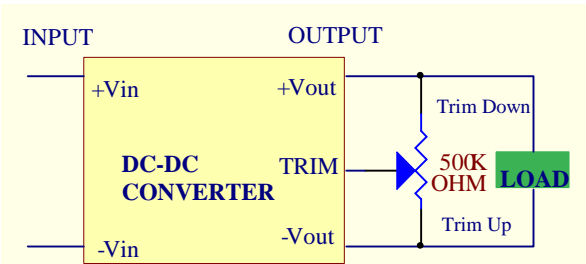 INPUT
OUTPUT
+Vin
+Vout
Trim Down
DC-DC
CONVERTER
TRIM
500K
OHM
LOAD
Trim Up
-Vin
-Vout